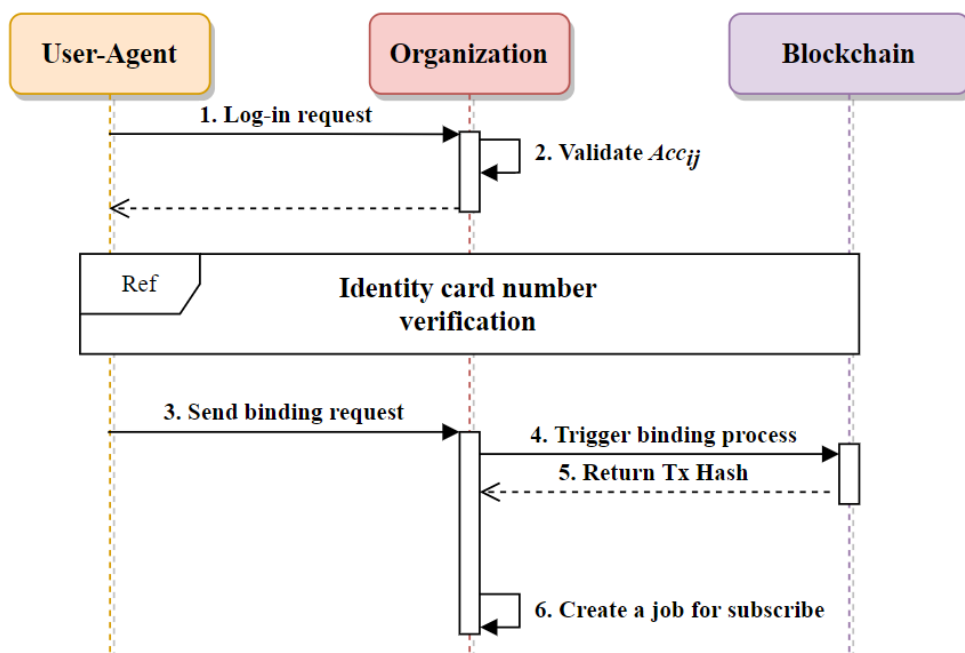 User-Agent
Organization
Blockchain
1. Log-in request
2. Validate Accij
Ref
Identity card number
verification
3. Send binding request
4. Trigger binding process
5. Return Tx Hash
6. Create a job for subscribe